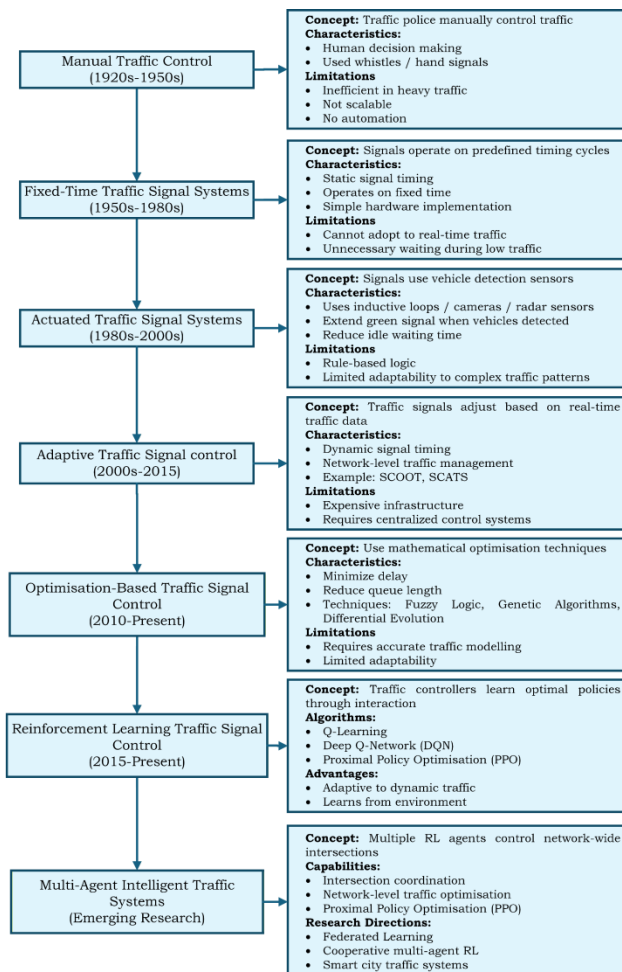 Manual Traffic Control
(1920s-1950s)
Concept: Traffic police manually control traffic
Characteristics:
• Human decision making
• Used whistles / hand signals
Limitations
• Inefficient in heavy traffic
• Not scalable
• No automation
Fixed-Time Traffic Signal Systems
(1950s-1980s)
Concept: Signals operate on predefined timing cycles
Characteristics:
• Static signal timing
• Operates on fixed time
• Simple hardware implementation
Limitations
• Cannot adopt to real-time traffic
• Unnecessary waiting during low traffic
Actuated Traffic Signal Systems
(1980s-2000s)
Concept: Signals use vehicle detection sensors
Characteristics:
• Uses inductive loops / cameras / radar sensors
• Extend green signal when vehicles detected
• Reduce idle waiting time
Limitations
• Rule-based logic
• Limited adaptability to complex traffic patterns
Adaptive Traffic Signal control
(2000s-2015)
Concept: Traffic signals adjust based on real-time
traffic data
Characteristics:
• Dynamic signal timing
• Network-level traffic management
• Example: SCOOT, SCATS
Limitations
• Expensive infrastructure
• Requires centralized control systems
Optimisation-Based Traffic Signal
Control
(2010-Present)
Concept: Use mathematical optimisation techniques
Characteristics:
• Minimize delay
• Reduce queue length
• Techniques: Fuzzy Logic, Genetic Algorithms,
Differential Evolution
Limitations
• Requires accurate traffic modelling
• Limited adaptability
Reinforcement Learning Traffic Signal
Control
(2015-Present)
Concept: Traffic controllers learn optimal policies
through interaction
Algorithms:
• Q-Learning
• Deep Q-Network (DQN)
• Proximal Policy Optimisation (PPO)
Advantages:
• Adaptive to dynamic traffic
• Learns from environment
Multi-Agent Intelligent Traffic
Systems
(Emerging Research)
Concept: Multiple RL agents control network-wide
intersections
Capabilities:
• Intersection coordination
• Network-level traffic optimisation
• Proximal Policy Optimisation (PPO)
Research Directions:
• Federated Learning
• Cooperative multi-agent RL
• Smart city traffic systems